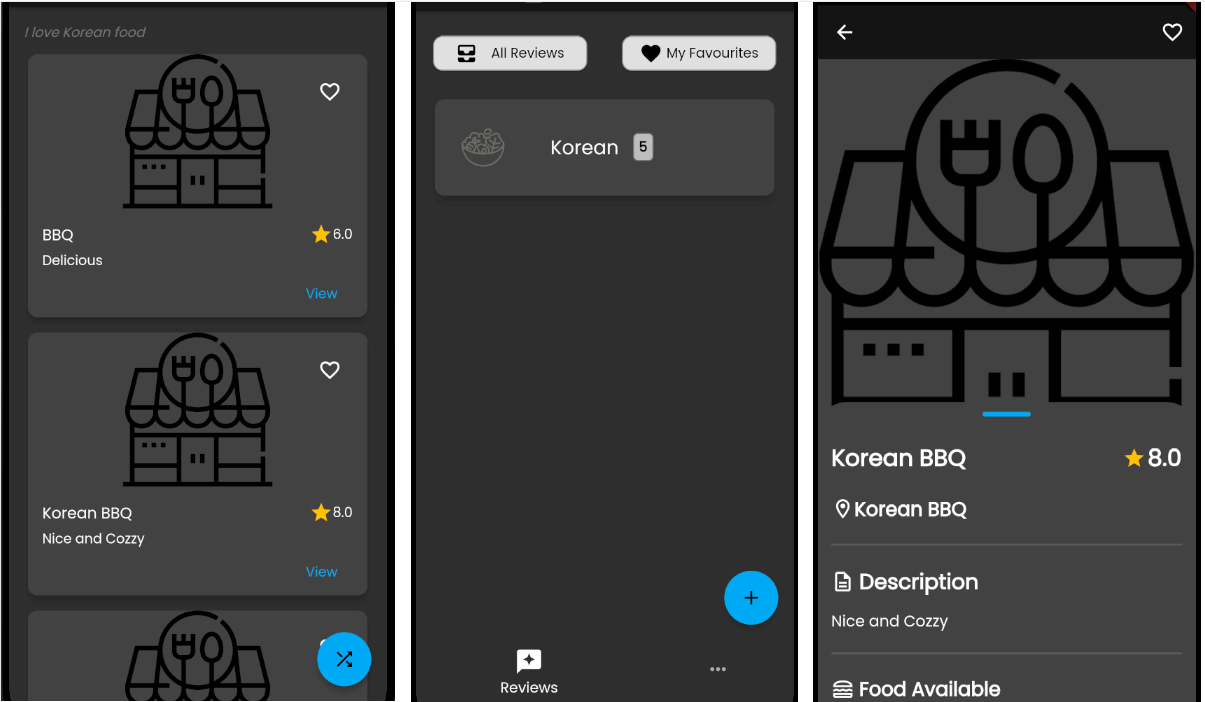 I love Korean food
BBQ
6.0
Delicious
View
Korean BBQ
8.0
Nice and Cozzy
View
All Reviews
My Favourites
Korean
5
Reviews
Korean BBQ
8.0
Korean BBQ
Description
Nice and Cozzy
Food Available